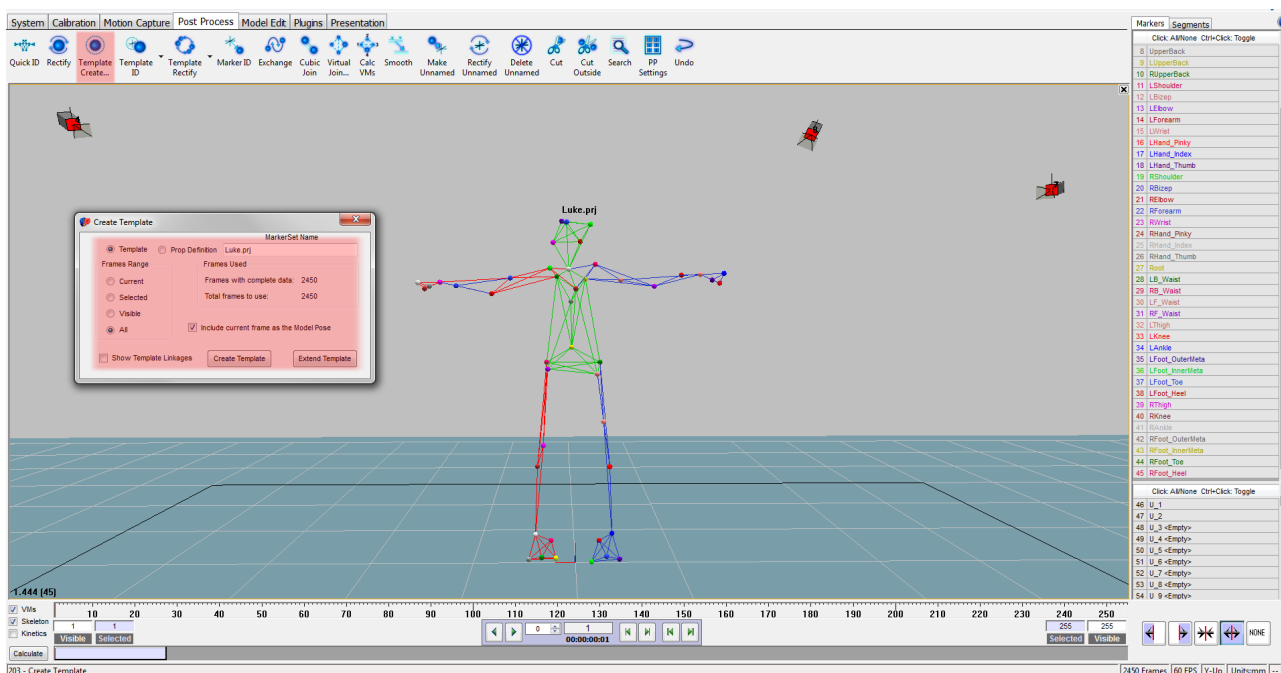 System Calibration Motion Capture Post Process Model Edit Plugins Presentation
Quick ID Rectify Template Create... Template ID Template Rectify Marker ID Exchange Cubic Join Virtual Join... Calc VMs Smooth Make Unnamed Rectify Unnamed Delete Unnamed Cut Cut Outside Search PP Settings Undo
Luke.prj
Create Template
MarkerSet Name
Template Prop Definition Luke.prj
Frames Range Frames Used
Current Frames with complete data: 2450
Selected Total frames to use: 2450
Visible
All Include current frame as the Model Pose
Show Template Linkages Create Template Extend Template
Markers Segments
Click: All/None Ctrl+Click: Toggle
8 UpperBack
9 LUpperBack
10 RUpperBack
11 LShoulder
12 LBizep
13 LElbow
14 LForearm
15 LWrist
16 LHand_Pinky
17 LHand_Index
18 LHand_Thumb
19 RShoulder
20 RBizep
21 RElbow
22 RForearm
23 RWrist
24 RHand_Pinky
25 RHand_Index
26 RHand_Thumb
27 Root
28 LB_Waist
29 RB_Waist
30 LF_Waist
31 RF_Waist
32 LThigh
33 LKnee
34 LAnkle
35 LFoot_OuterMeta
36 LFoot_InnerMeta
37 LFoot_Toe
38 LFoot_Heel
39 RThigh
40 RKnee
41 RAnkle
42 RFoot_OuterMeta
43 RFoot_InnerMeta
44 RFoot_Toe
45 RFoot_Heel
Click: All/None Ctrl+Click: Toggle
46 U_1
47 U_2
48 U_3 <Empty>
49 U_4 <Empty>
50 U_5 <Empty>
51 U_6 <Empty>
52 U_7 <Empty>
53 U_8 <Empty>
54 U_9 <Empty>
1.444 (45)
VMs 10 20 30 40 50 60 70 80 90 100 110 120 130 140 150 160 170 180 190 200 210 220 230 240 250
Skeleton 1 1 0 1 255 255
Kinetics Visible Selected 00:00:00:01 Selected Visible
NONE
Calculate
203 - Create Template 2450 Frames 60 FPS Y-Up Units:mm --